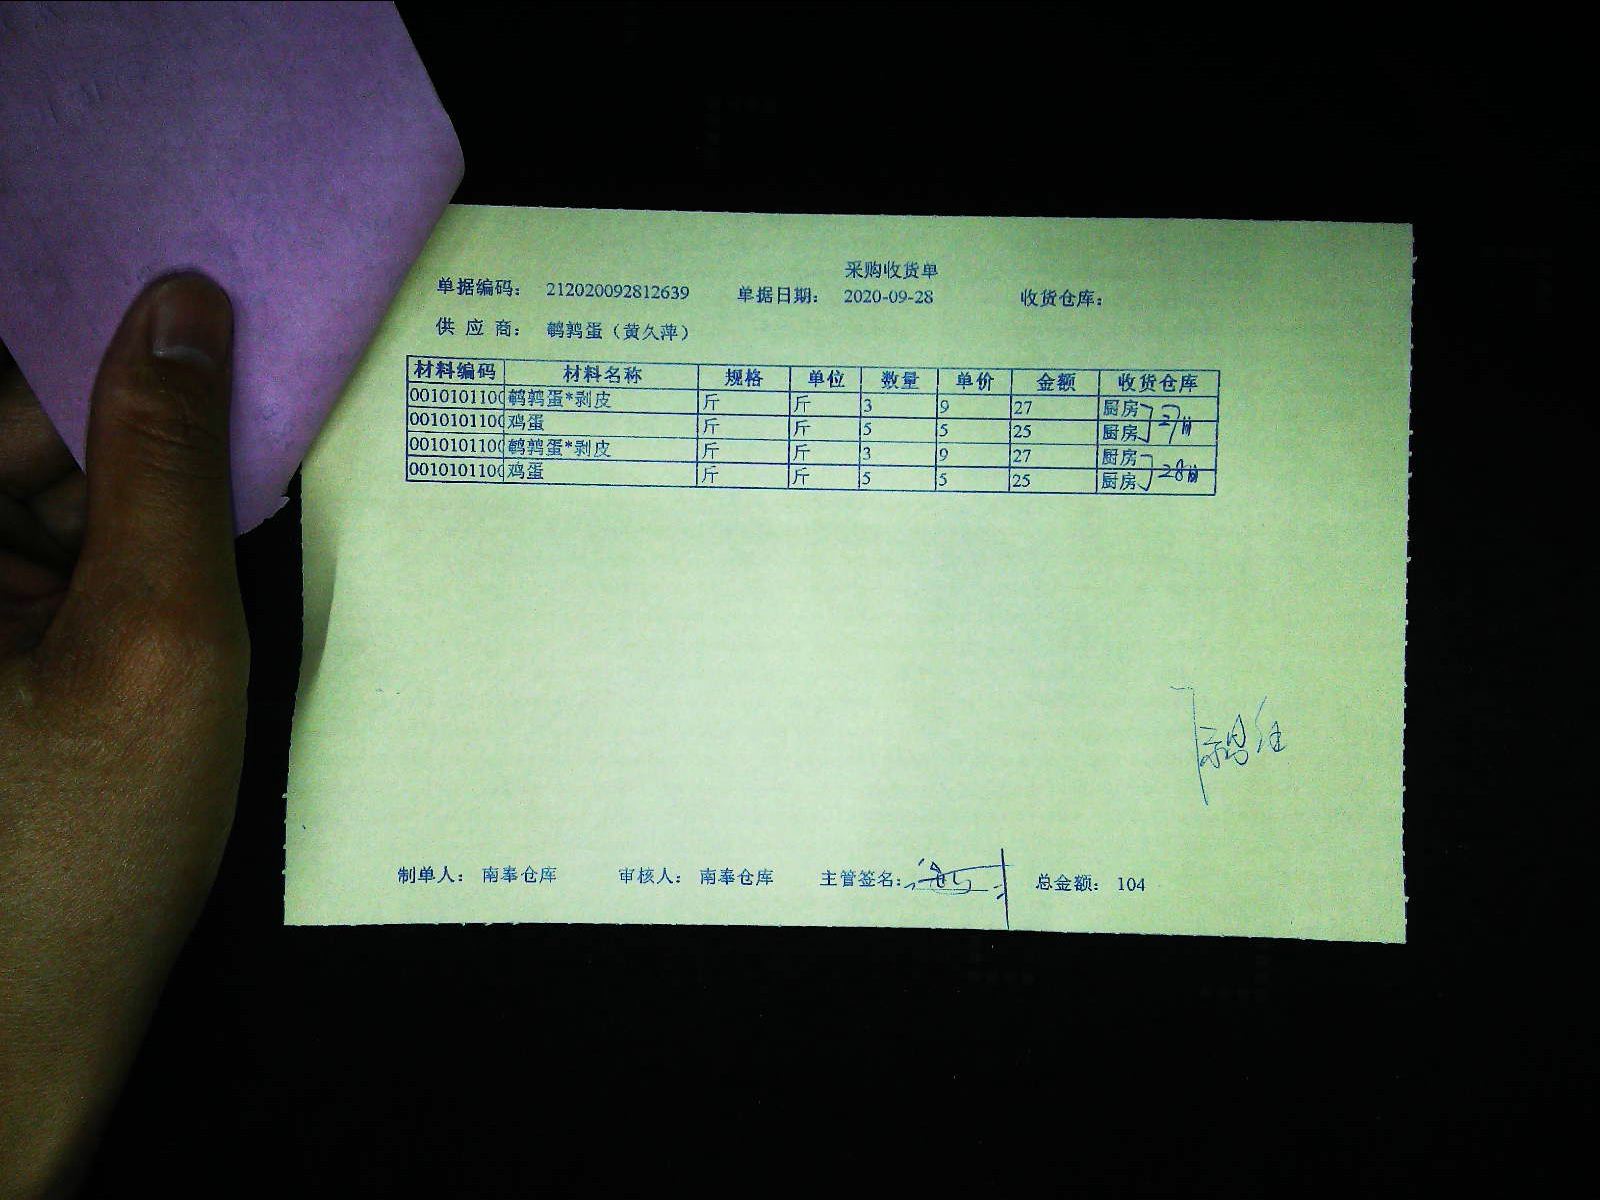 采购收货单
单据编码： 212020092812639 单据日期： 2020-09-28 收货仓库：
供 应 商： 鹌鹑蛋（黄久萍）
材料编码 材料名称 规格 单位 数量 单价 金额 收货仓库
0010101100 鹌鹑蛋*剥皮 斤 斤 3 9 27 厨房
0010101100 鸡蛋 斤 斤 5 5 25 厨房
27日
0010101100 鹌鹑蛋*剥皮 斤 斤 3 9 27 厨房
0010101100 鸡蛋 斤 斤 5 5 25 厨房
28日
制单人： 南奉仓库 审核人： 南奉仓库 主管签名： 总金额： 104